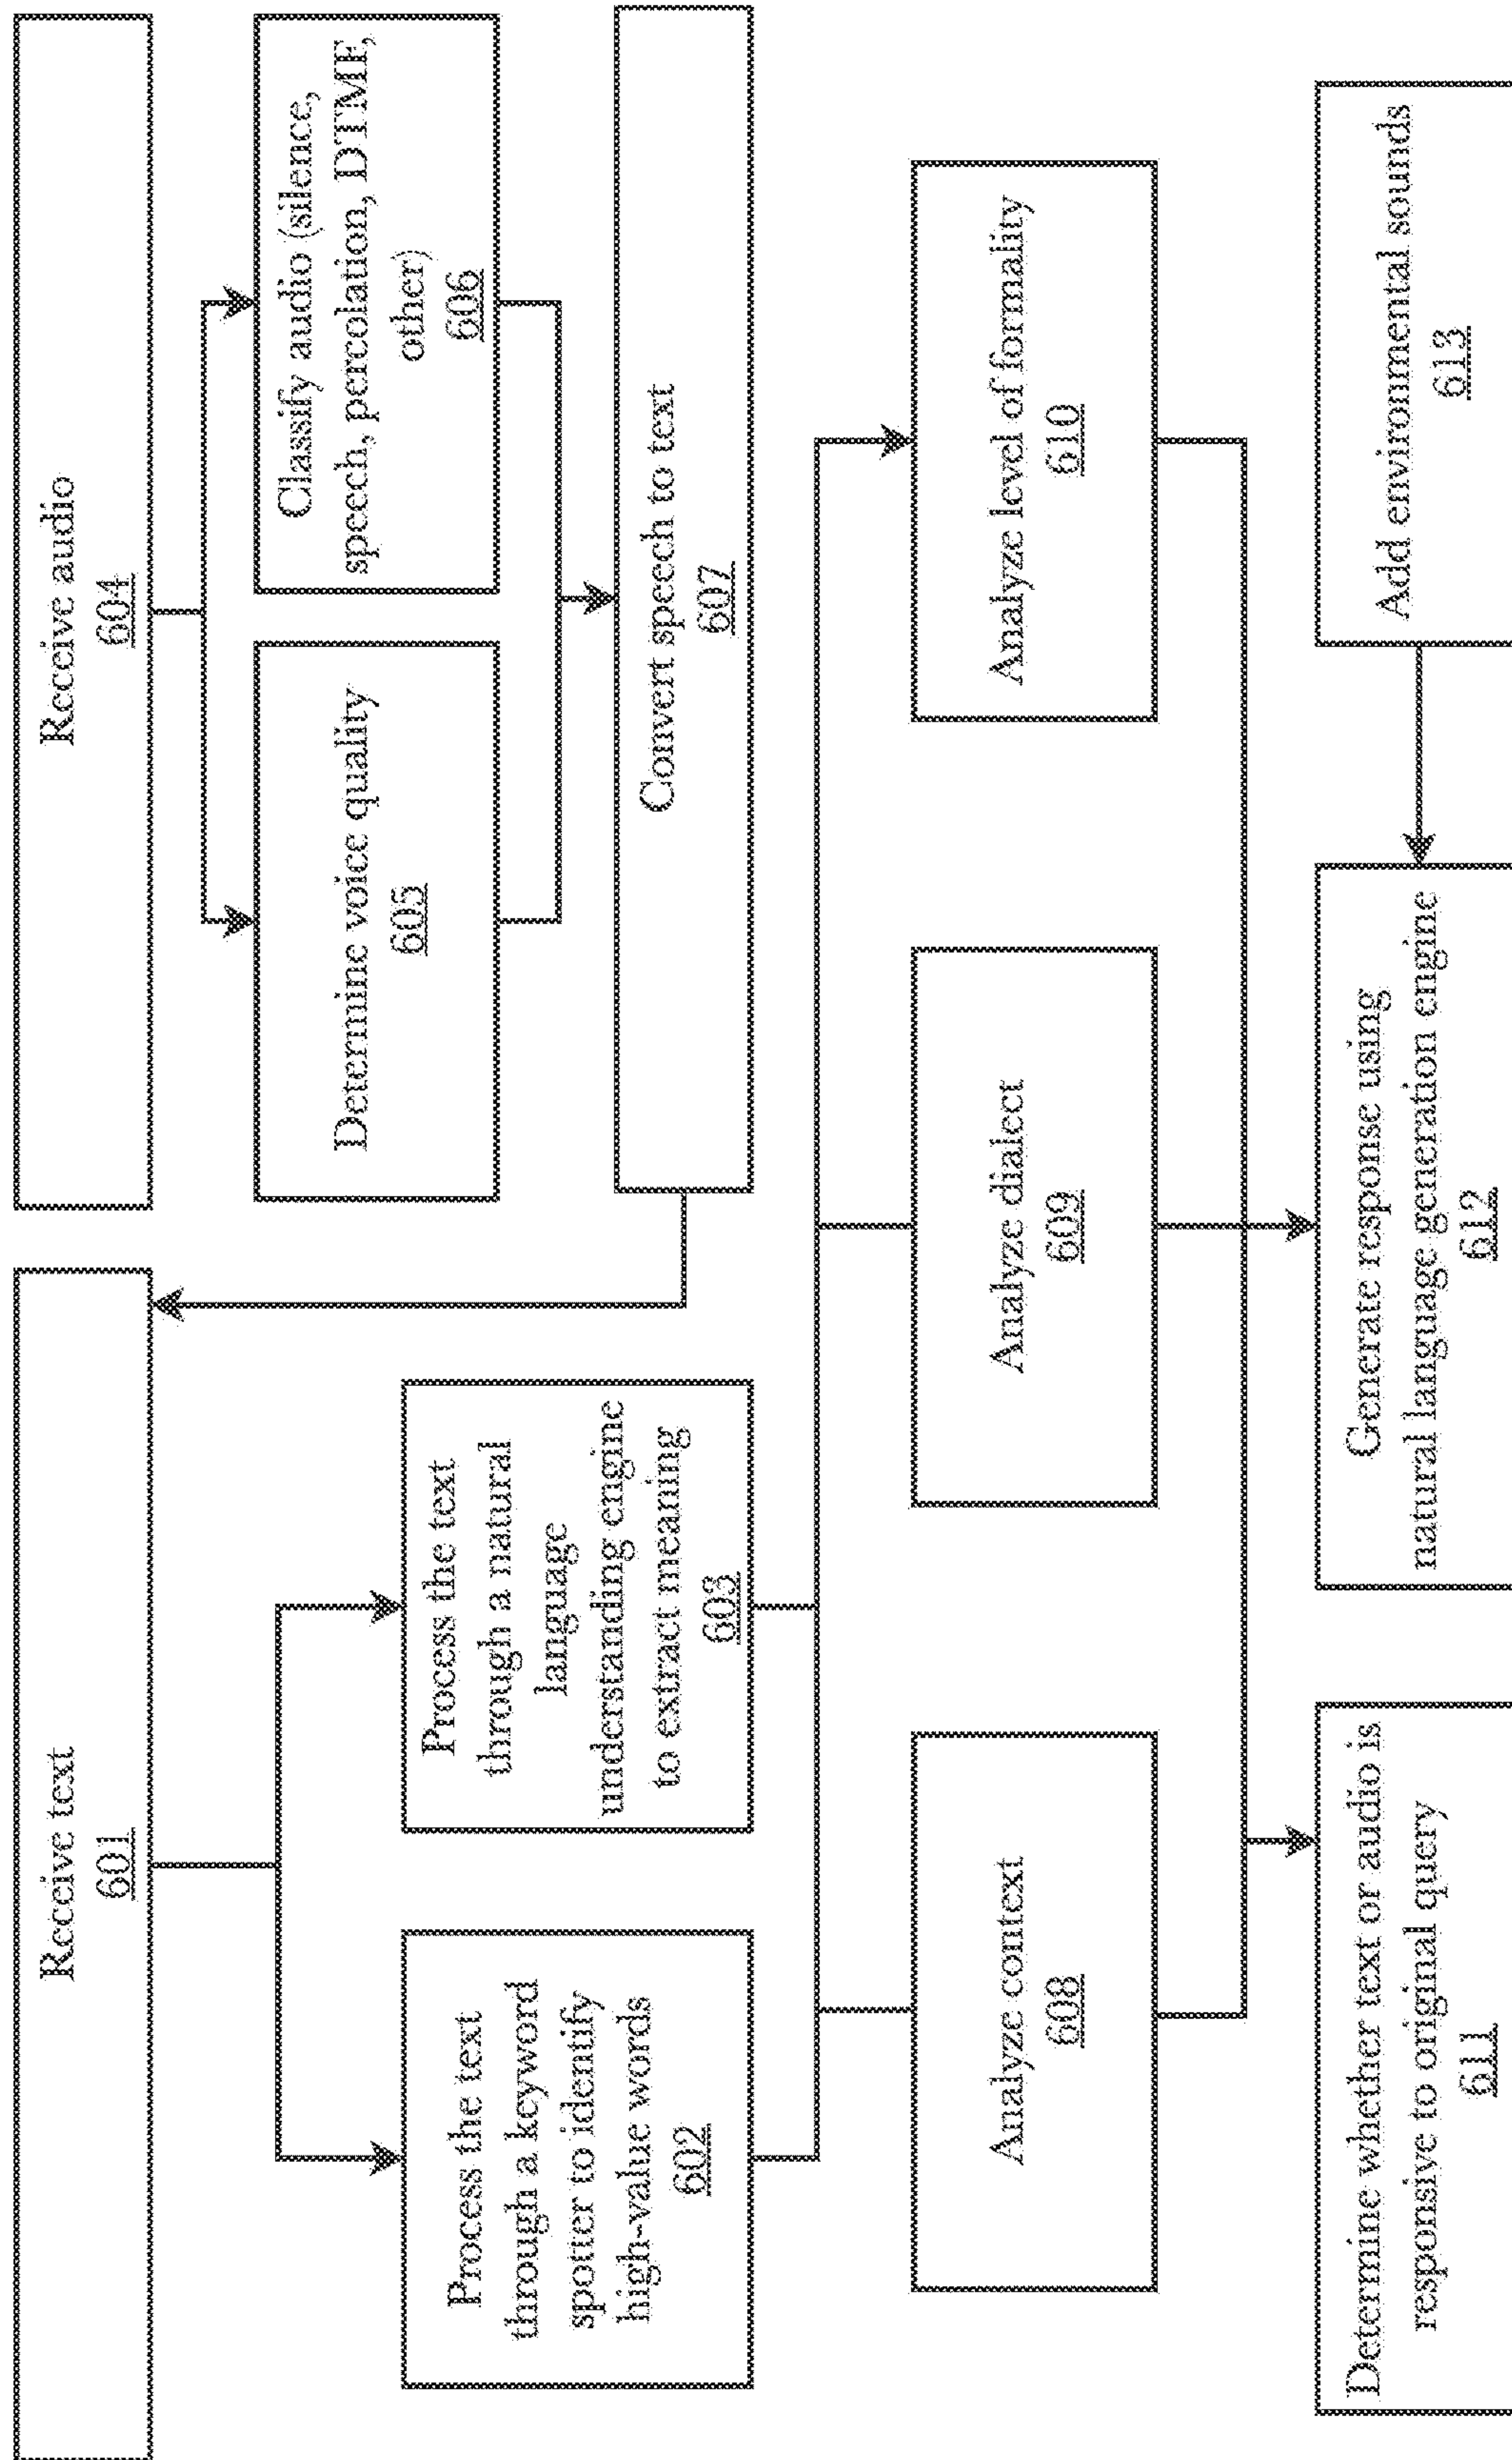 Receive text
601
Receive audio
604
Determine voice quality
605
Classify audio (silence,
speech, percolation, DTMF,
other)
606
Process the text
through a keyword
spotter to identify
high-value words
602
Process the text
through a natural
language
understanding engine
to extract meaning
603
Convert speech to text
607
Analyze context
608
Analyze dialect
609
Analyze level of formality
610
Determine whether text or audio is
responsive to original query
611
Generate response using
natural language generation engine
612
Add environmental sounds
613